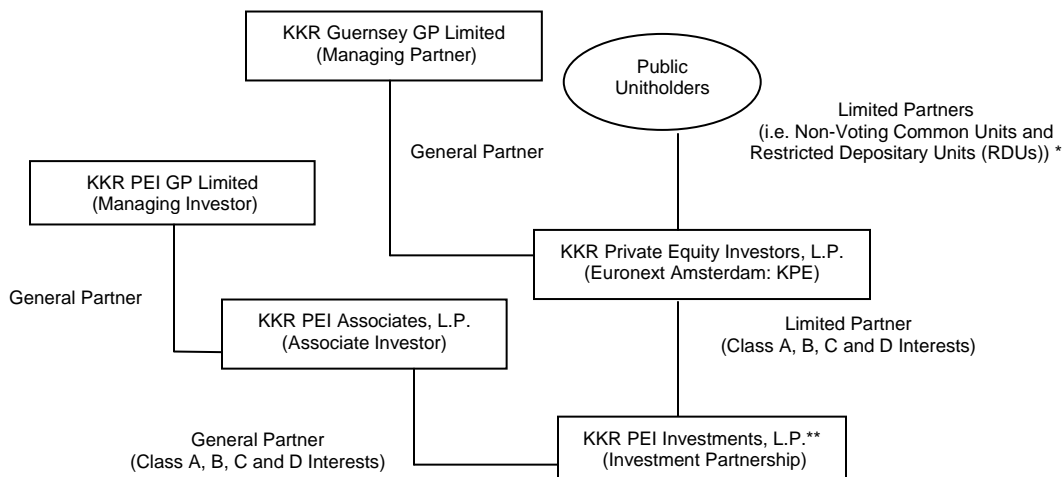 KKR Guernsey GP Limited
(Managing Partner)
Public
Unitholders
Limited Partners
(i.e. Non-Voting Common Units and
Restricted Depositary Units (RDUs)) *
General Partner
KKR PEI GP Limited
(Managing Investor)
KKR Private Equity Investors, L.P.
(Euronext Amsterdam: KPE)
General Partner
KKR PEI Associates, L.P.
(Associate Investor)
Limited Partner
(Class A, B, C and D Interests)
General Partner
(Class A, B, C and D Interests)
KKR PEI Investments, L.P.**
(Investment Partnership)